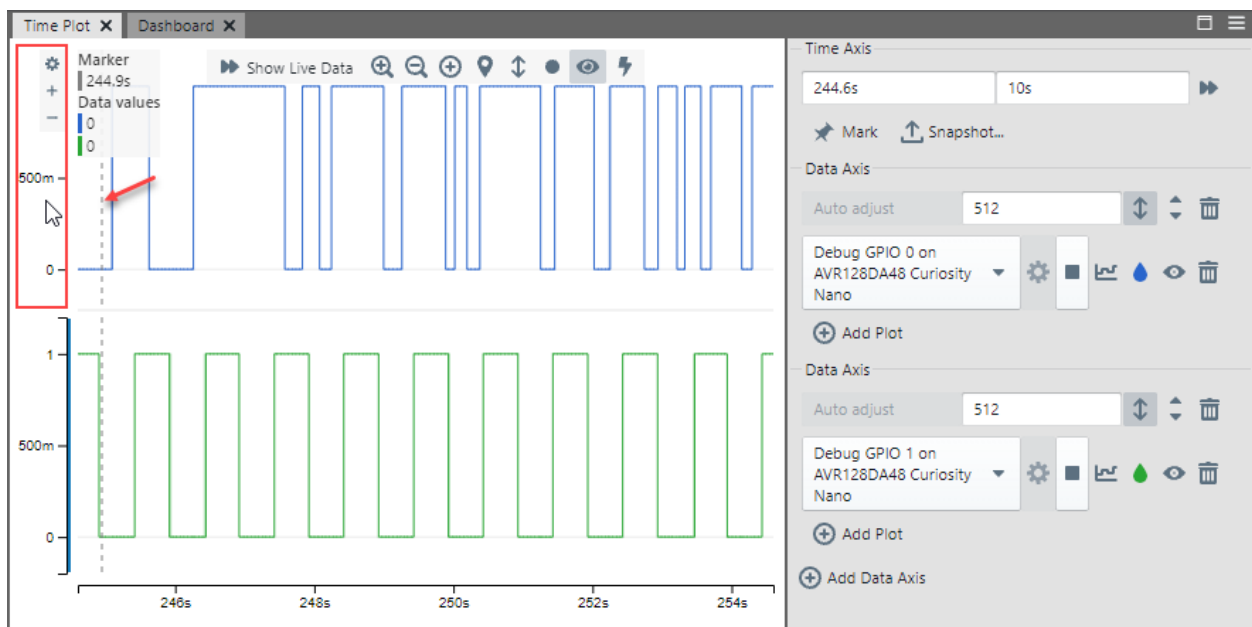 Time Plot
Dashboard
Marker
244.9s
Data values
0
0
Show Live Data
500m
0
1
500m
0
246s
248s
250s
252s
254s
Time Axis
244.6s
10s
Mark
Snapshot...
Data Axis
Auto adjust
512
Debug GPIO 0 on
AVR128DA48 Curiosity
Nano
Add Plot
Data Axis
Auto adjust
512
Debug GPIO 1 on
AVR128DA48 Curiosity
Nano
Add Plot
Add Data Axis